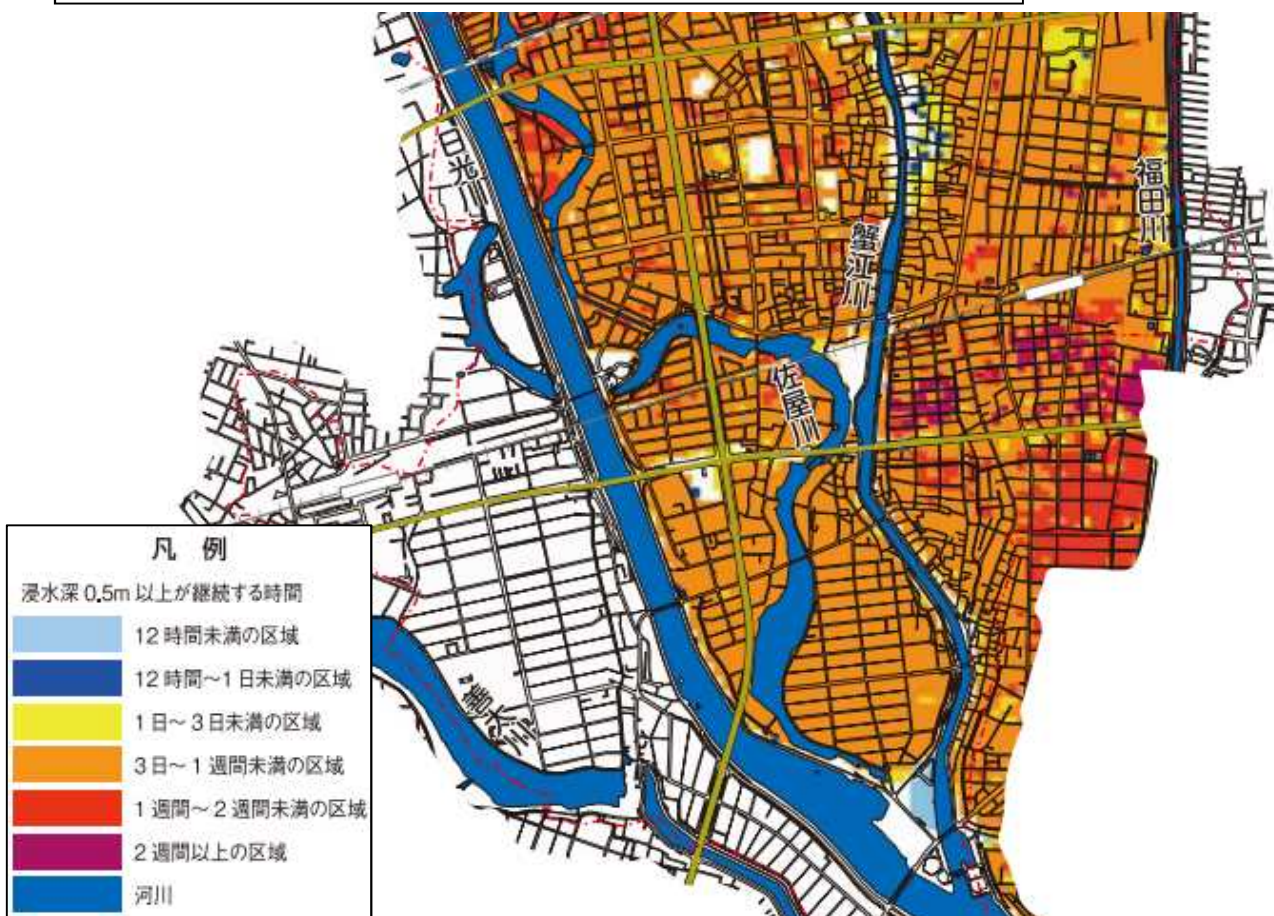 日光川
福田川
蟹江川
佐屋川
善太川
凡 例
浸水深 0.5m 以上が継続する時間
12 時間未満の区域
12 時間～1 日未満の区域
1 日～3 日未満の区域
3 日～1 週間未満の区域
1 週間～2 週間未満の区域
2 週間以上の区域
河川